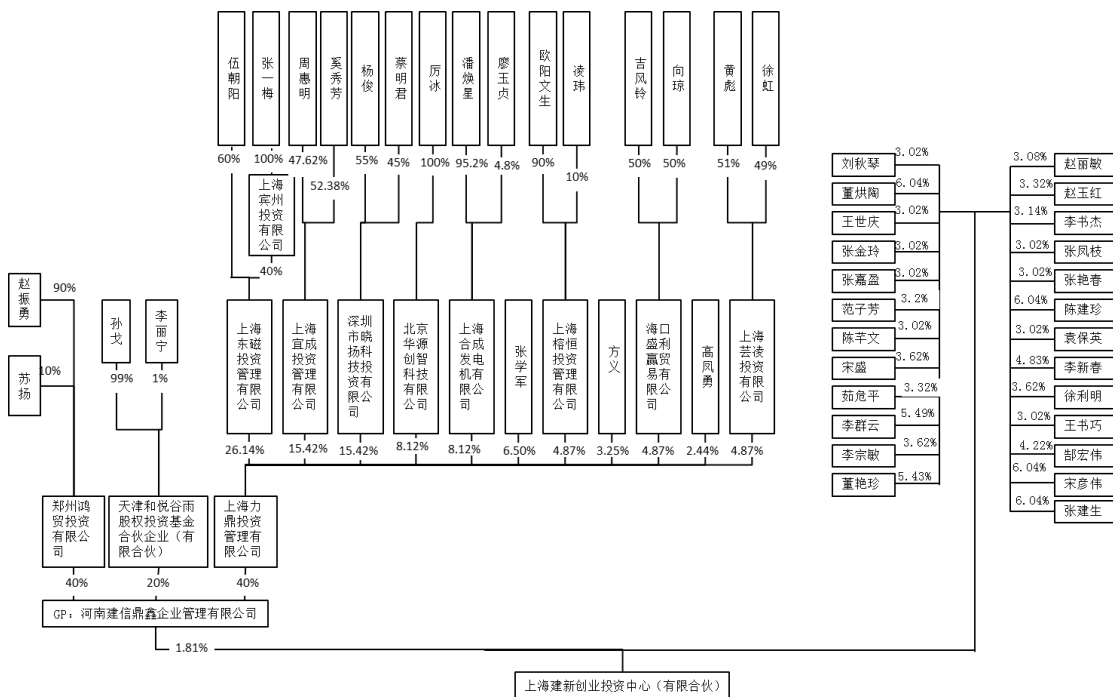 伍朝阳
张一梅
周惠明
奚秀芳
杨俊
蔡明君
厉冰
潘焕星
廖玉贞
欧阳文生
凌玮
吉风铃
向琼
黄彪
徐虹
60%
100%
47.62%
52.38%
55%
45%
100%
95.2%
4.8%
90%
10%
50%
50%
51%
49%
上海
宾州
投资
有限
公司
40%
赵振勇
90%
苏扬
10%
孙戈
99%
李丽宁
1%
上海
东磁
投资
管理
有限
公司
上海
宜成
投资
管理
有限
公司
深圳
市晓
扬科
技投
资有
限公
司
北京
华源
创智
科技
有限
公司
上海
合成
发电
机有
限公
司
张学军
上海
榕恒
投资
管理
有限
公司
方义
海口
盛利
赢贸
易有
限公
司
高凤勇
上海
芸凌
投资
有限
公司
26.14%
15.42%
15.42%
8.12%
8.12%
6.50%
4.87%
3.25%
4.87%
2.44%
4.87%
郑州鸿
贸投资
有限公
司
天津和悦谷雨
股权投资基金
合伙企业（有
限合伙）
上海力
鼎投资
管理有
限公司
40%
20%
40%
GP：河南建信鼎鑫企业管理有限公司
1.81%
刘秋琴
3.02%
董烘陶
6.04%
王世庆
3.02%
张金玲
3.02%
张嘉盈
3.02%
范子芳
3.2%
陈芊文
3.02%
宋盛
3.62%
茹危平
3.32%
李群云
5.49%
李宗敏
3.62%
董艳珍
5.43%
3.08%
赵丽敏
3.32%
赵玉红
3.14%
李书杰
3.02%
张凤枝
3.02%
张艳春
6.04%
陈建珍
3.02%
袁保英
4.83%
李新春
3.62%
徐利明
3.02%
王书巧
4.22%
郜宏伟
6.04%
宋彦伟
6.04%
张建生
上海建新创业投资中心（有限合伙）